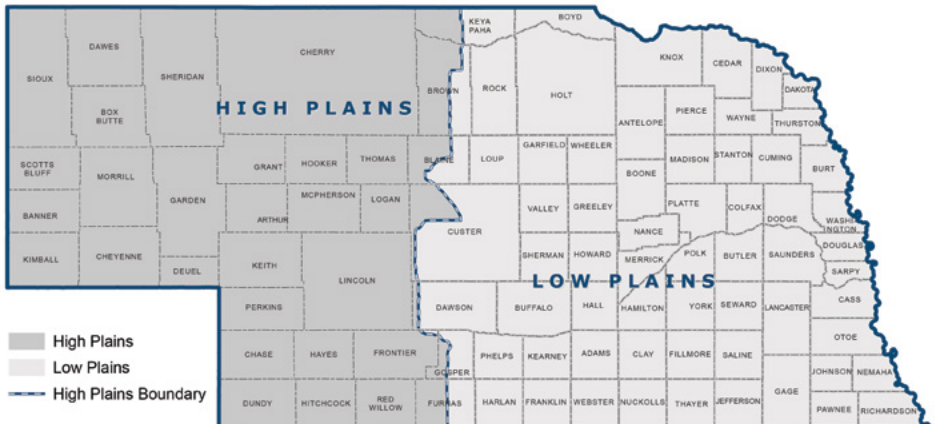 KEYA
PAHA
BOYD
DAWES
CHERRY
SIOUX
SHERIDAN
KNOX
CEDAR
DIXON
BROWN
ROCK
HOLT
DAKOTA
HIGH PLAINS
BOX
BUTTE
ANTELOPE
PIERCE
WAYNE
THURSTON
SCOTTS
BLUFF
MORRILL
GRANT
HOOKER
THOMAS
BLAINE
LOUP
GARFIELD
WHEELER
BOONE
MADISON
STANTON
CUMING
BURT
BANNER
GARDEN
ARTHUR
MCPHERSON
LOGAN
CUSTER
VALLEY
GREELEY
NANCE
PLATTE
COLFAX
DODGE
WASH-
INGTON
KIMBALL
CHEYENNE
DEUEL
KEITH
LINCOLN
SHERMAN
HOWARD
MERRICK
POLK
BUTLER
SAUNDERS
DOUGLAS
SARPY
LOW PLAINS
PERKINS
DAWSON
BUFFALO
HALL
HAMILTON
YORK
SEWARD
LANCASTER
CASS
OTOE
High Plains
Low Plains
High Plains Boundary
CHASE
HAYES
FRONTIER
GOSPER
PHELPS
KEARNEY
ADAMS
CLAY
FILLMORE
SALINE
JOHNSON
NEMAHA
DUNDY
HITCHCOCK
RED
WILLOW
FURNAS
HARLAN
FRANKLIN
WEBSTER
NUCKOLLS
THAYER
JEFFERSON
GAGE
PAWNEE
RICHARDSON